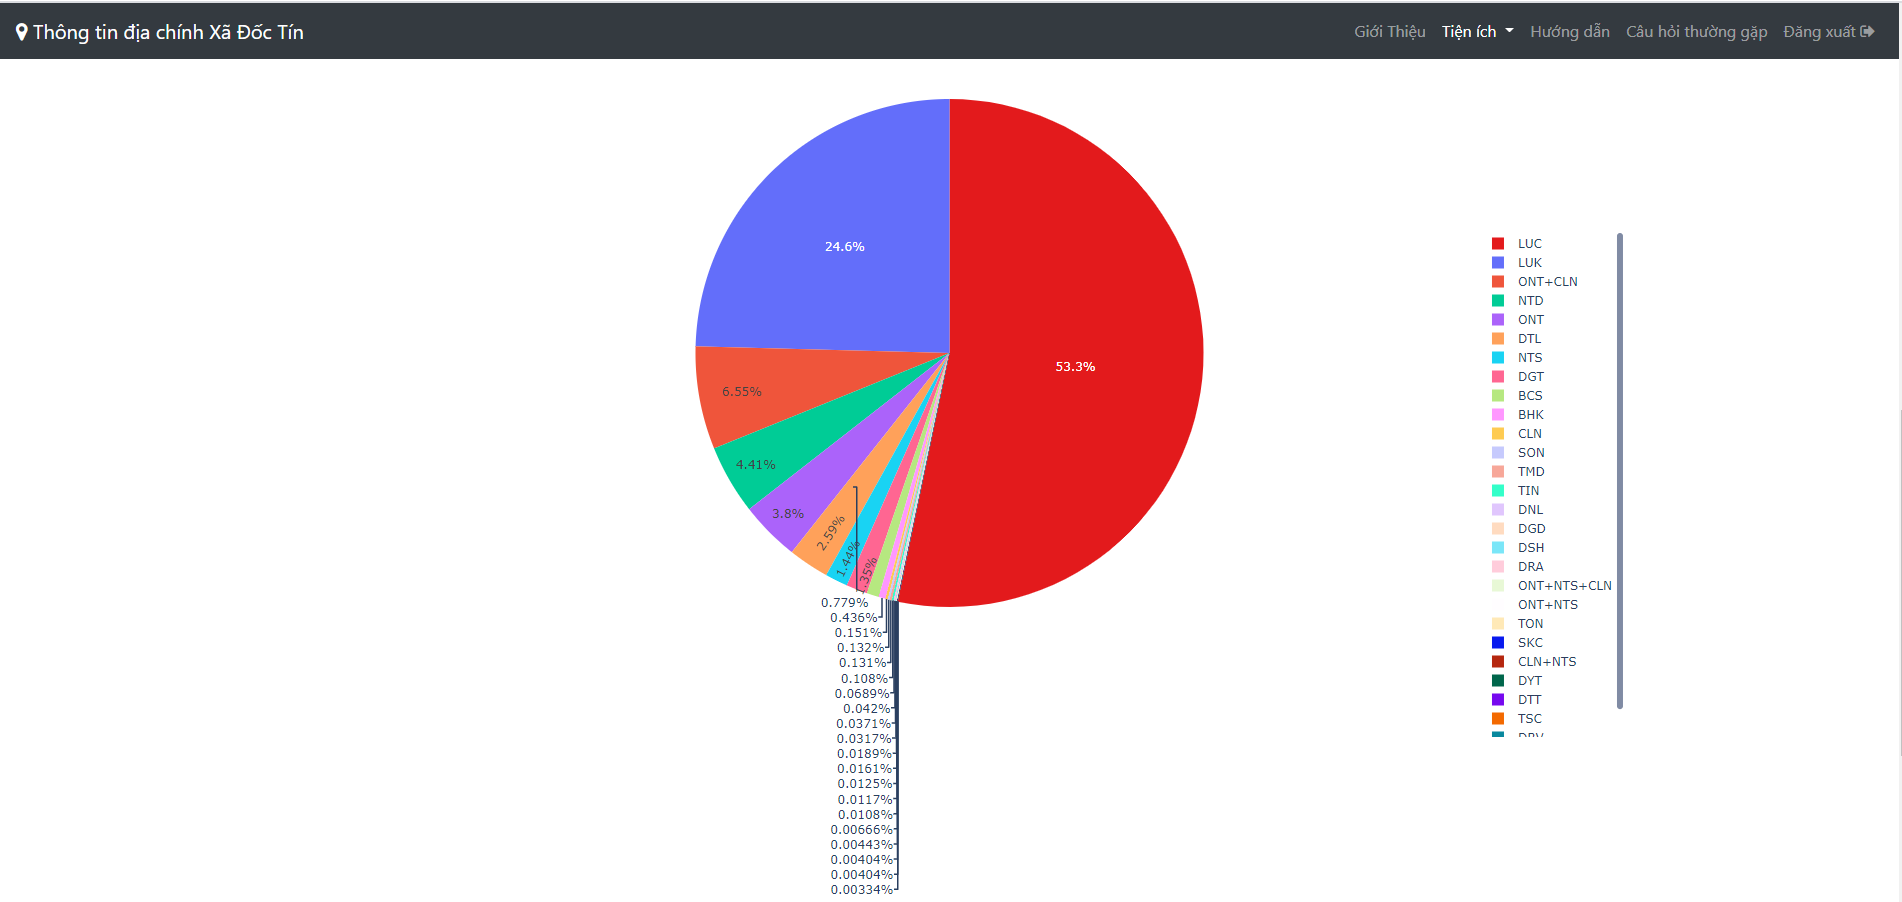 Thông tin địa chính Xã Đốc Tín
Giới Thiệu Tiện ích Hướng dẫn Câu hỏi thường gặp Đăng xuất
24.6%
53.3%
6.55%
4.41%
3.8%
2.59%
1.44%
1.35%
0.779%
0.436%
0.151%
0.132%
0.131%
0.108%
0.0689%
0.042%
0.0371%
0.0317%
0.0189%
0.0161%
0.0125%
0.0117%
0.0108%
0.00666%
0.00443%
0.00404%
0.00404%
0.00334%
LUC
LUK
ONT+CLN
NTD
ONT
DTL
NTS
DGT
BCS
BHK
CLN
SON
TMD
TIN
DNL
DGD
DSH
DRA
ONT+NTS+CLN
ONT+NTS
TON
SKC
CLN+NTS
DYT
DTT
TSC